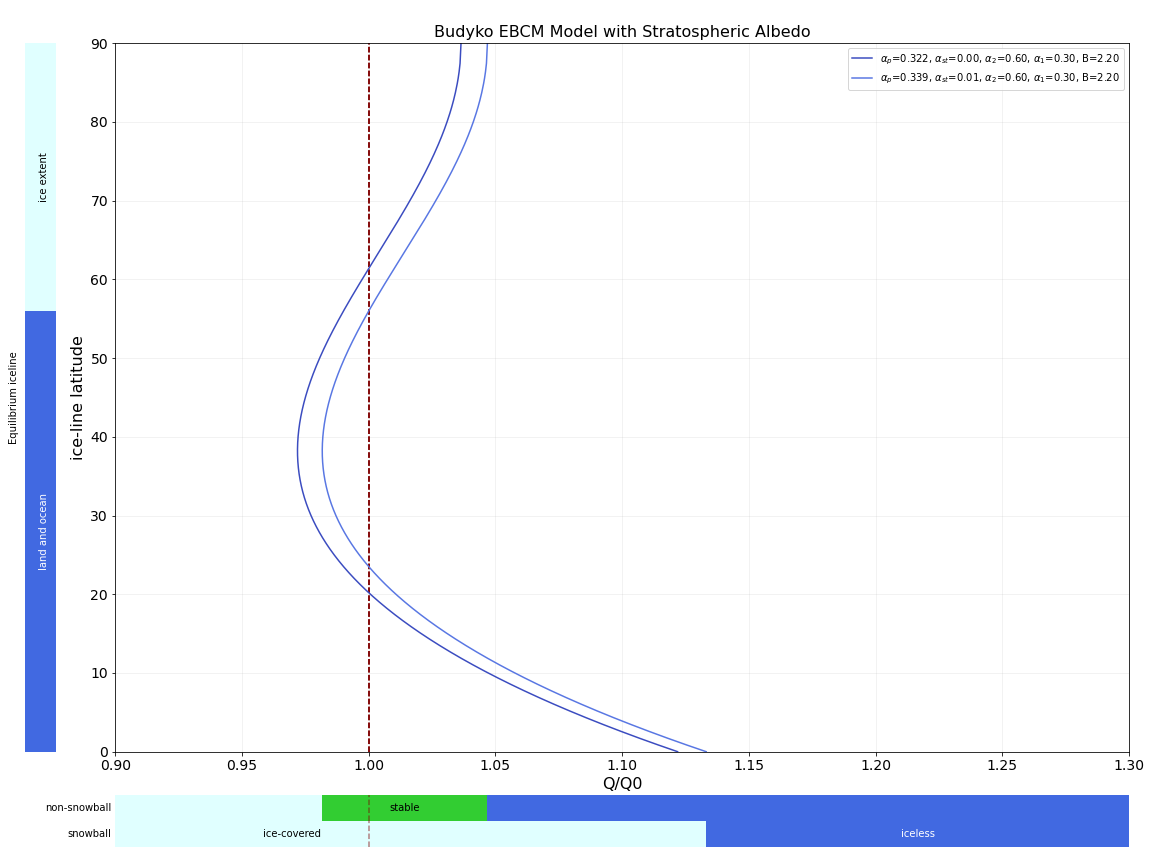 Budyko EBCM Model with Stratospheric Albedo
αp=0.322, αst=0.00, α2=0.60, α1=0.30, B=2.20
αp=0.339, αst=0.01, α2=0.60, α1=0.30, B=2.20
90
80
70
60
50
40
30
20
10
0
ice-line latitude
Equilibrium iceline
ice extent
land and ocean
0.90 0.95 1.00 1.05 1.10 1.15 1.20 1.25 1.30
Q/Q0
non-snowball stable
snowball ice-covered iceless